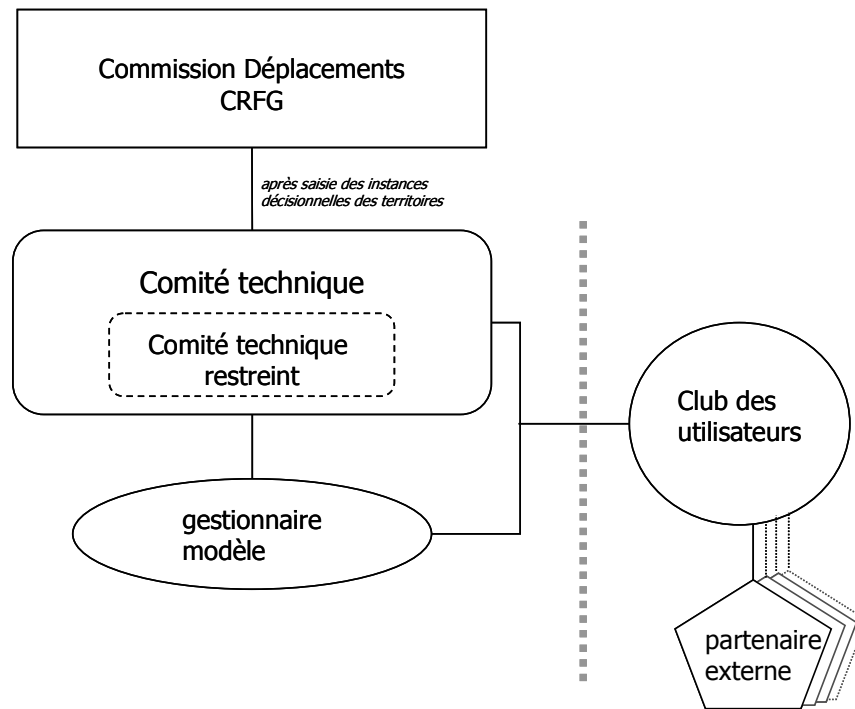 Commission Déplacements
CRFG
après saisie des instances
décisionnelles des territoires
Comité technique
Comité technique
restreint
gestionnaire
modèle
Club des
utilisateurs
partenaire
externe